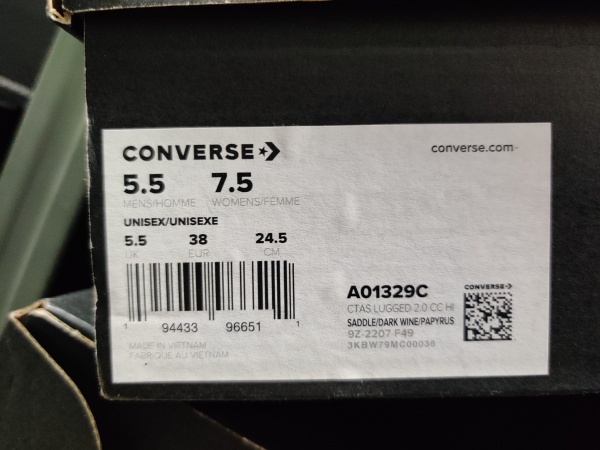 CONVERSE
converse.com
5.5 7.5
MENS/HOMME WOMENS/FEMME
UNISEX/UNISEXE
5.5 38 24.5
UK EUR CM
1 94433 96651 1
MADE IN VIETNAM
FABRIQUÉ AU VIETNAM
A01329C
CTAS LUGGED 2.0 CC HI
SADDLE/DARK WINE/PAPYRUS
9Z-2207 F49
3KBW79MC00036
CONVERSE